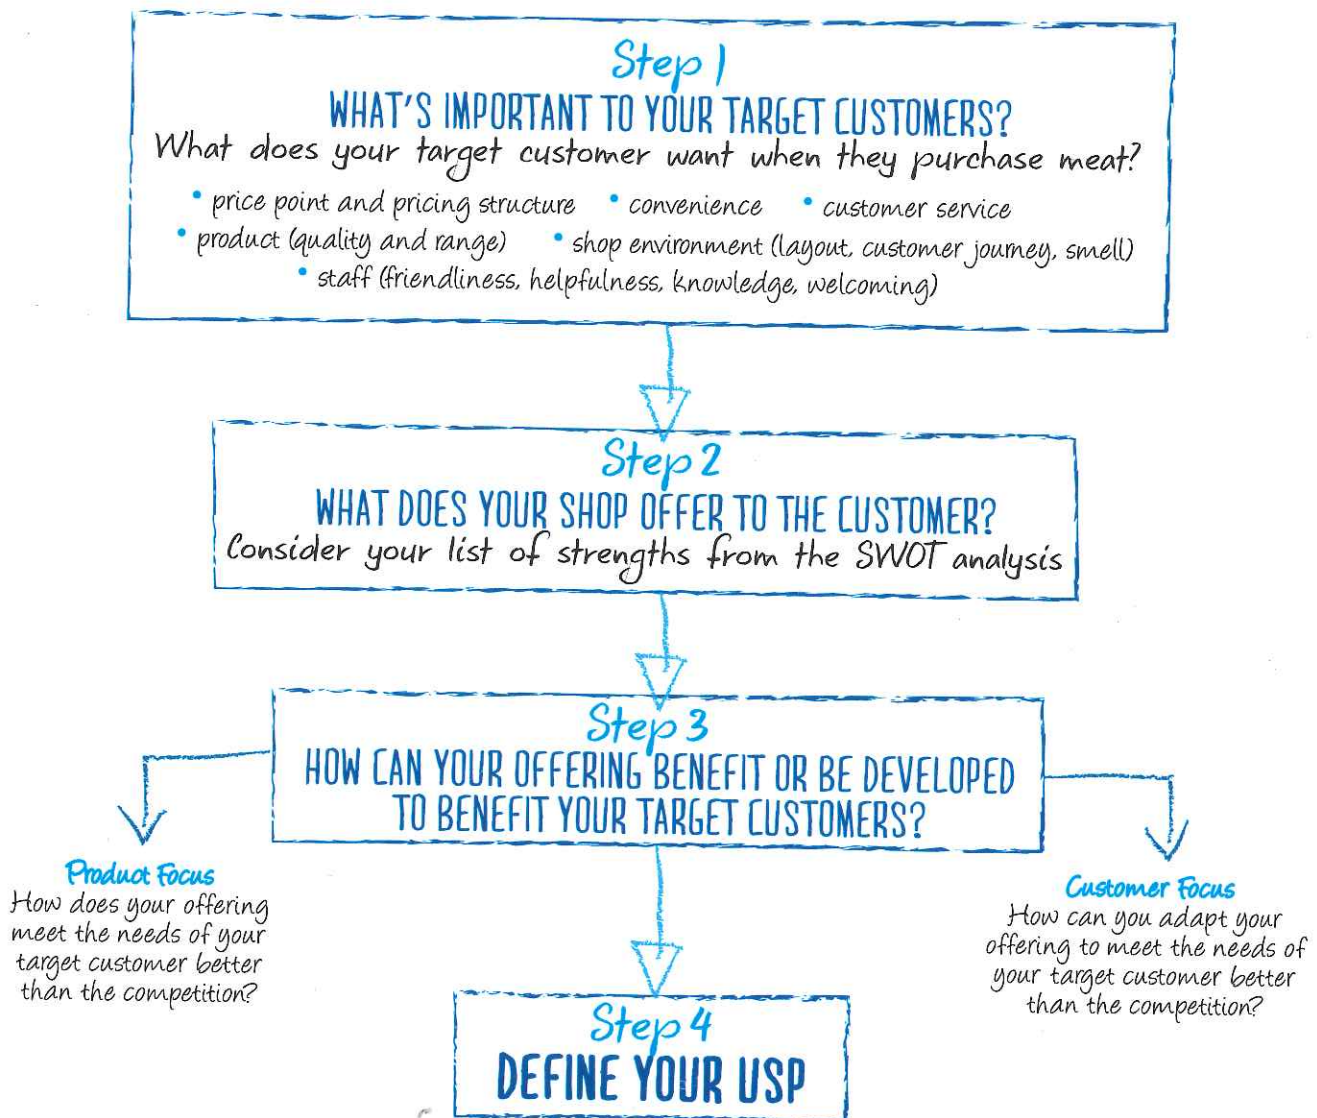 Step 1
WHAT'S IMPORTANT TO YOUR TARGET CUSTOMERS?
What does your target customer want when they purchase meat?
• price point and pricing structure • convenience • customer service
• product (quality and range) • shop environment (layout, customer journey, smell)
• staff (friendliness, helpfulness, knowledge, welcoming)
Step 2
WHAT DOES YOUR SHOP OFFER TO THE CUSTOMER?
Consider your list of strengths from the SWOT analysis
Step 3
HOW CAN YOUR OFFERING BENEFIT OR BE DEVELOPED
TO BENEFIT YOUR TARGET CUSTOMERS?
Product Focus
How does your offering
meet the needs of your
target customer better
than the competition?
Customer Focus
How can you adapt your
offering to meet the needs of
your target customer better
than the competition?
Step 4
DEFINE YOUR USP